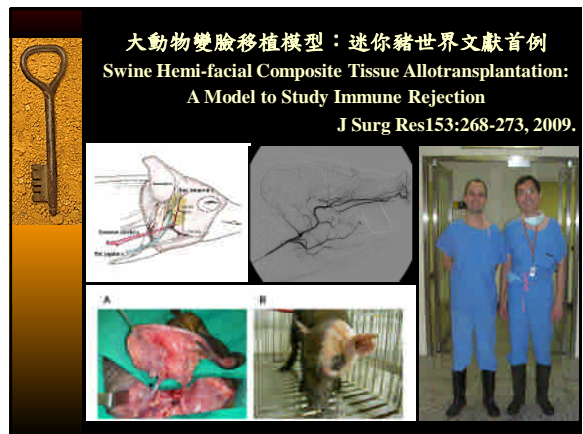 大動物變臉移植模型：迷你豬世界文獻首例
Swine Hemi-facial Composite Tissue Allotransplantation:
A Model to Study Immune Rejection
J Surg Res153:268-273, 2009.
A
B